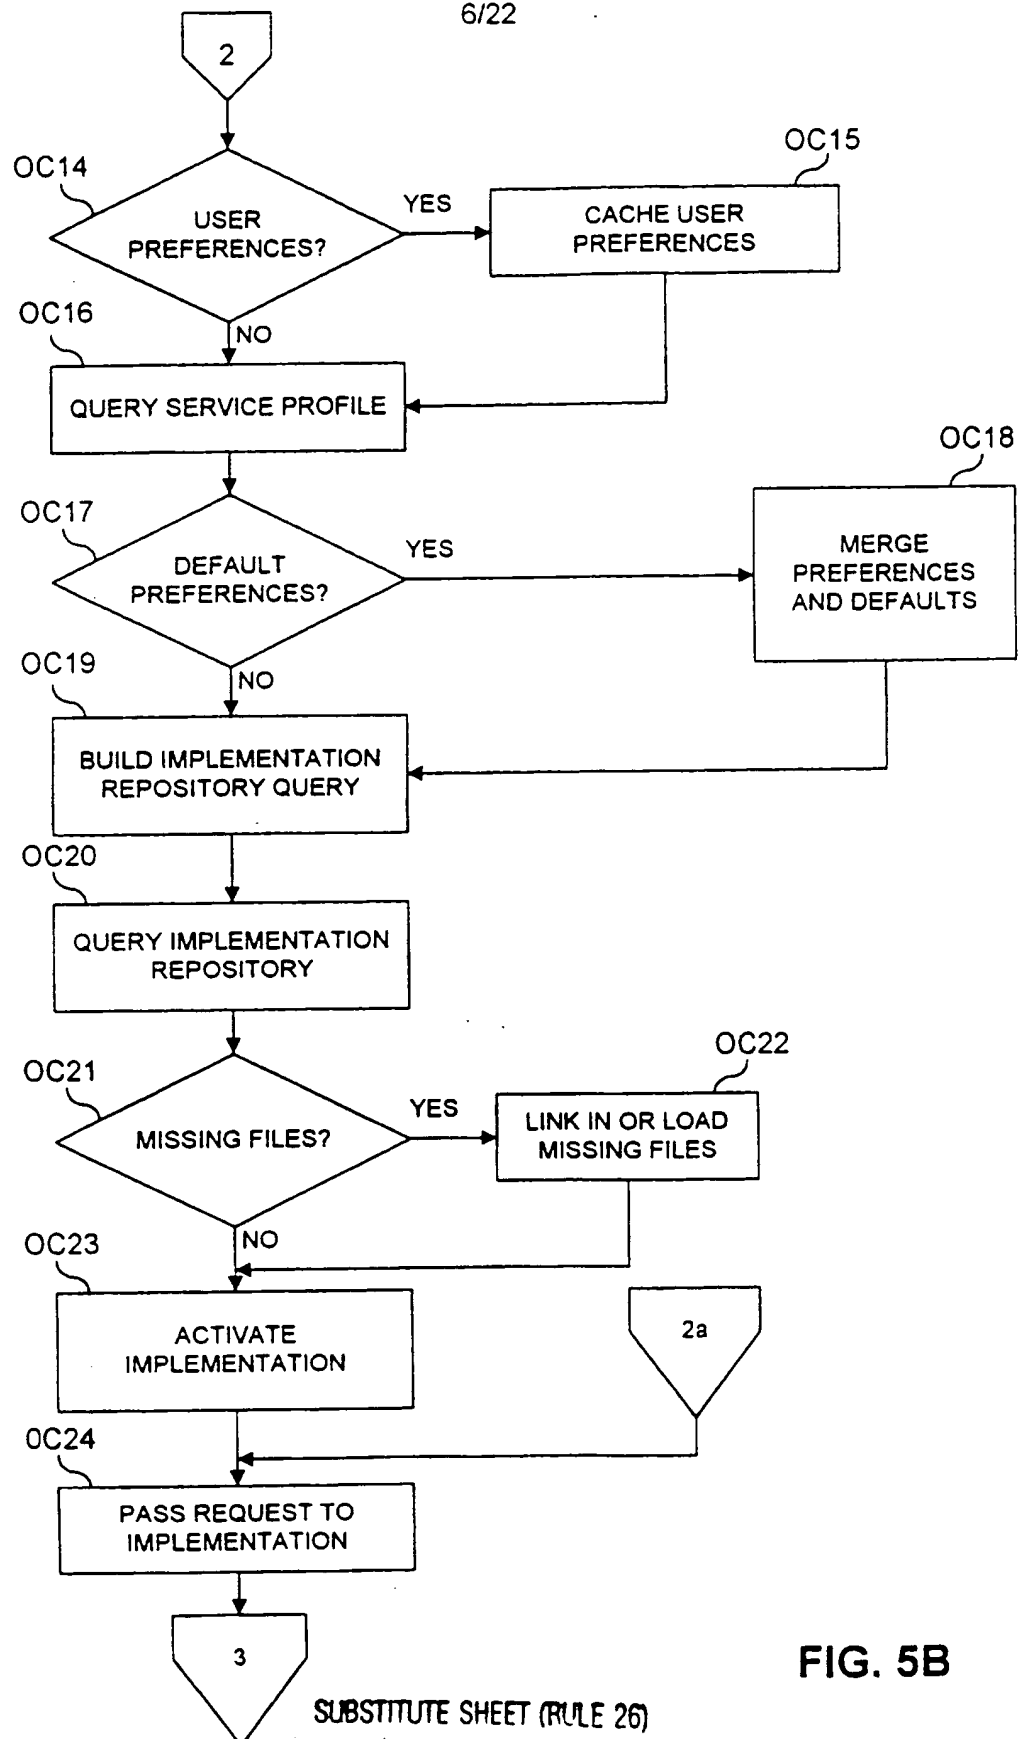 6/22
2
OC14
USER
PREFERENCES?
YES
OC15
CACHE USER
PREFERENCES
NO
OC16
QUERY SERVICE PROFILE
OC17
DEFAULT
PREFERENCES?
YES
OC18
MERGE
PREFERENCES
AND DEFAULTS
NO
OC19
BUILD IMPLEMENTATION
REPOSITORY QUERY
OC20
QUERY IMPLEMENTATION
REPOSITORY
OC21
MISSING FILES?
YES
OC22
LINK IN OR LOAD
MISSING FILES
NO
OC23
ACTIVATE
IMPLEMENTATION
2a
OC24
PASS REQUEST TO
IMPLEMENTATION
3
FIG. 5B
SUBSTITUTE SHEET (RULE 26)